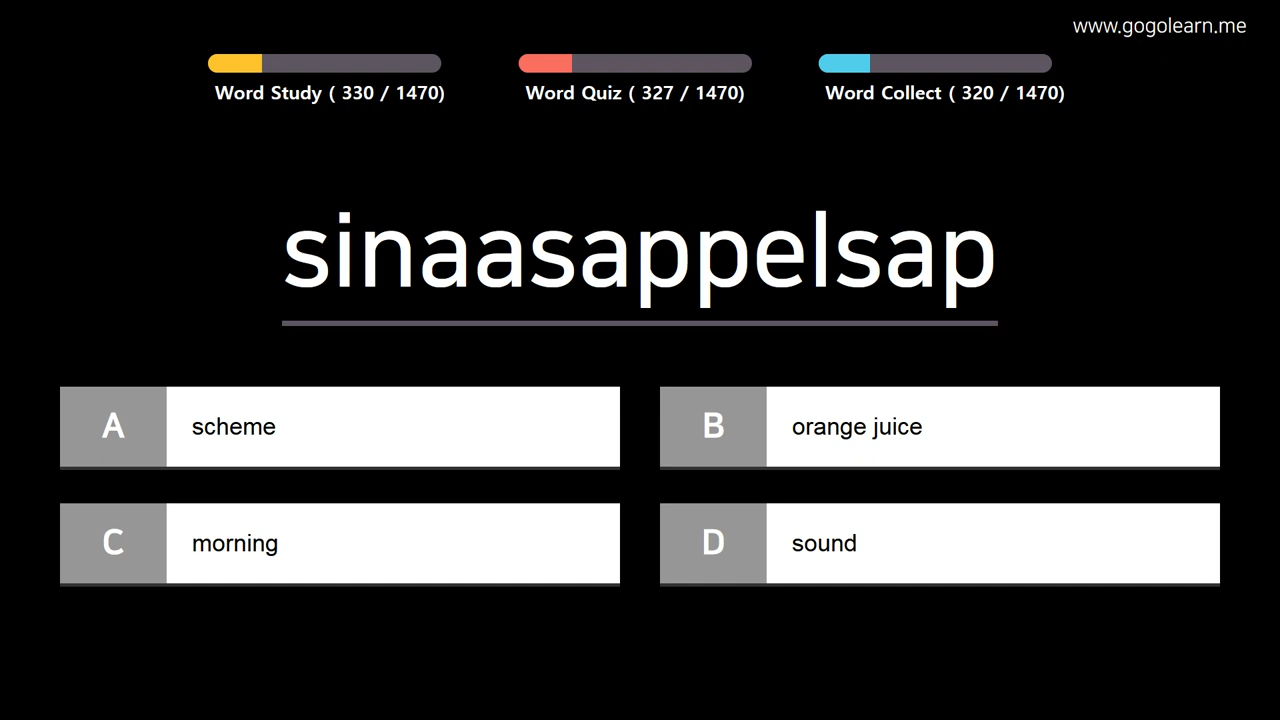 www.gogolearn.me
Word Study ( 330 / 1470)
Word Quiz ( 327 / 1470)
Word Collect ( 320 / 1470)
sinaasappelsap
A scheme
B orange juice
C morning
D sound